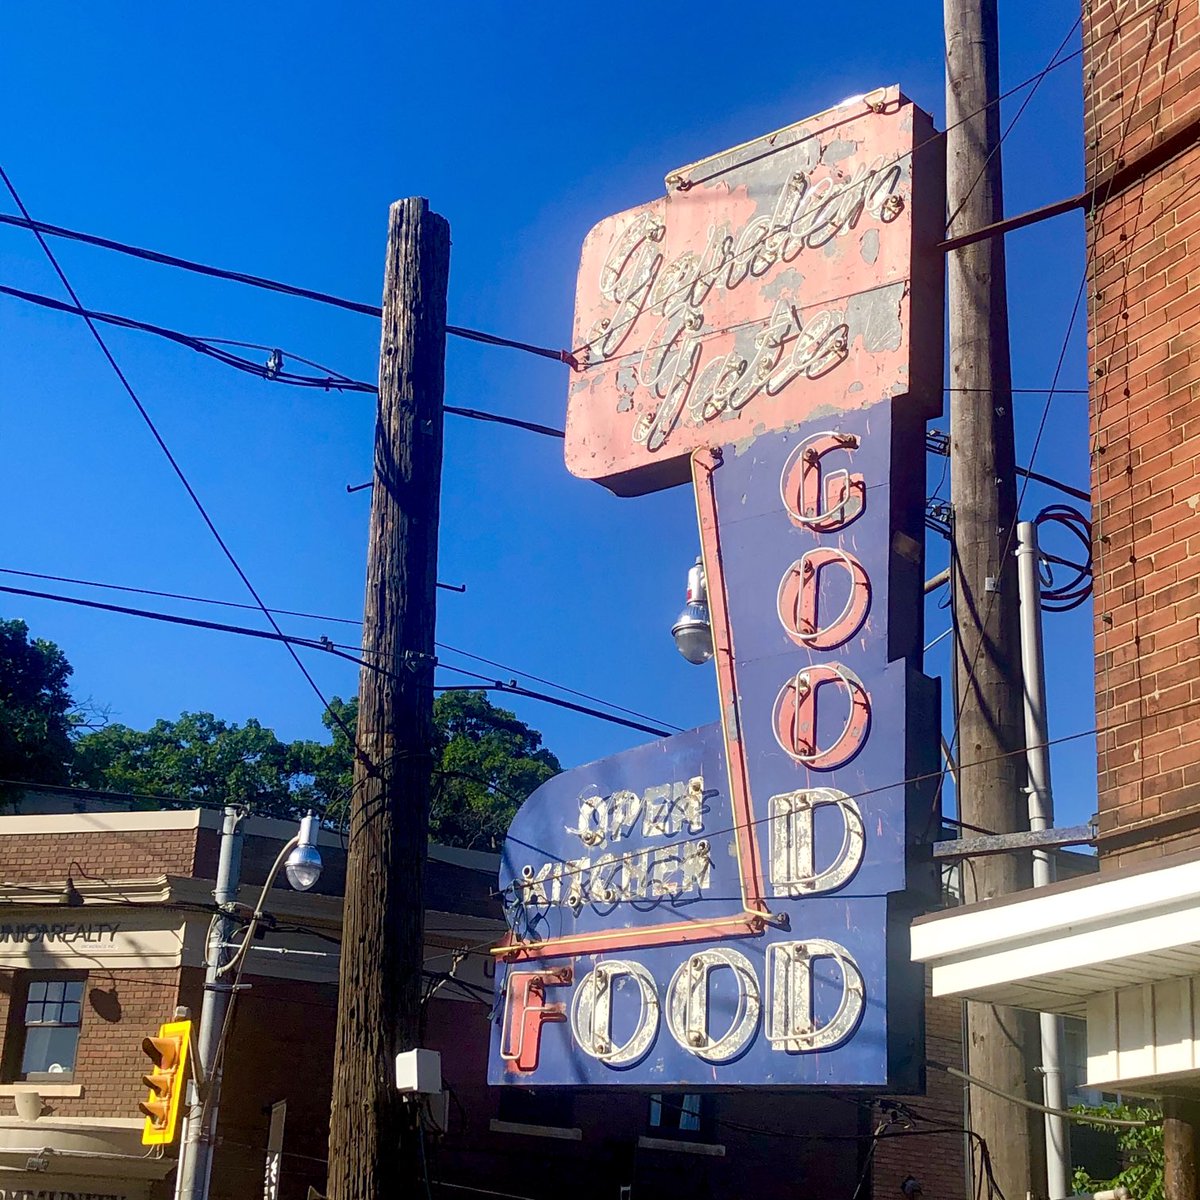 Garden
Gate
GOOD
OPEN
KITCHEN
FOOD
UNIONREALTY